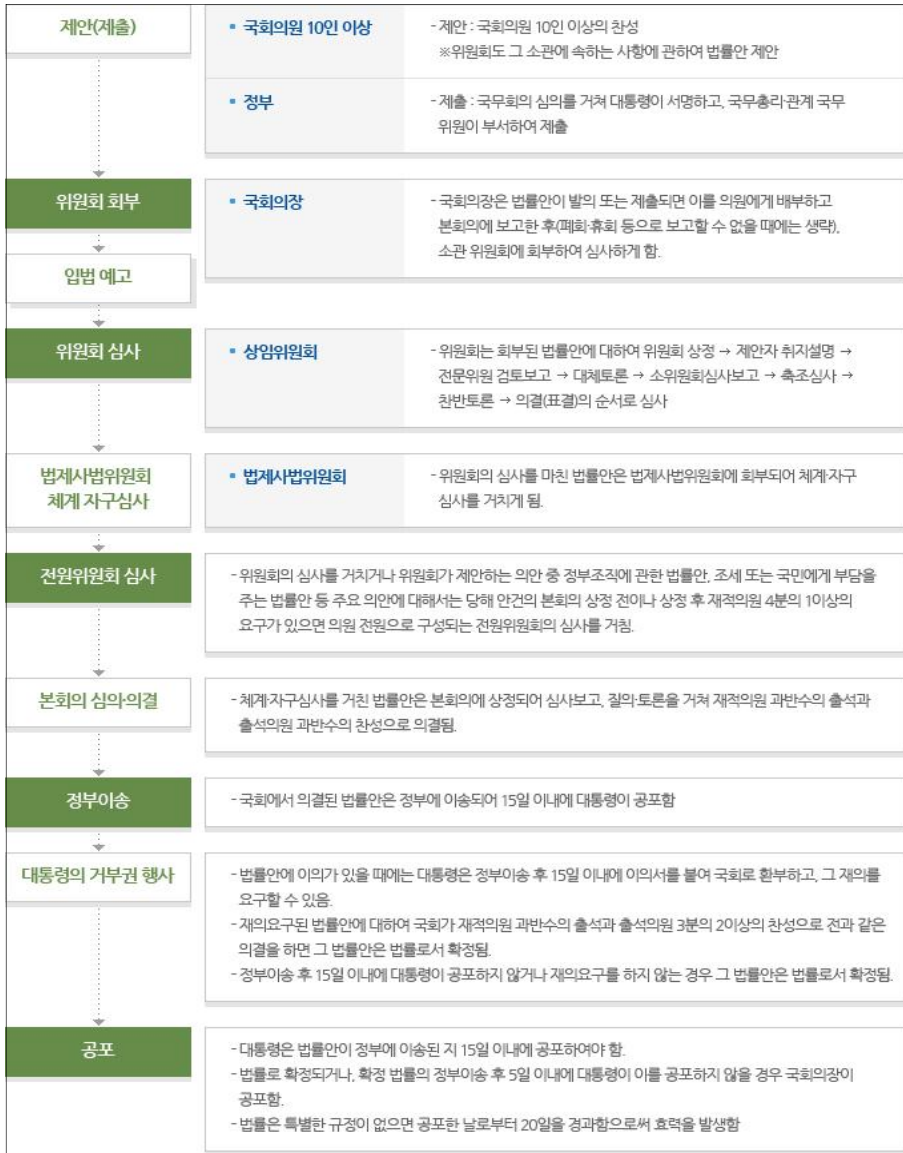 제안(제출)
▪ 국회의원 10인 이상
- 제안 : 국회의원 10인 이상의 찬성
※위원회도 그 소관에 속하는 사항에 관하여 법률안 제안
▪ 정부
- 제출 : 국무회의 심의를 거쳐 대통령이 서명하고, 국무총리·관계 국무
위원이 부서하여 제출
위원회 회부
▪ 국회의장
- 국회의장은 법률안이 발의 또는 제출되면 이를 의원에게 배부하고
본회의에 보고한 후(폐회·휴회 등으로 보고할 수 없을 때에는 생략),
소관 위원회에 회부하여 심사하게 함.
입법 예고
위원회 심사
▪ 상임위원회
- 위원회는 회부된 법률안에 대하여 위원회 상정 → 제안자 취지설명 →
전문위원 검토보고 → 대체토론 → 소위원회심사보고 → 축조심사 →
찬반토론 → 의결(표결)의 순서로 심사
법제사법위원회
체계 자구심사
▪ 법제사법위원회
- 위원회의 심사를 마친 법률안은 법제사법위원회에 회부되어 체계·자구
심사를 거치게 됨.
전원위원회 심사
- 위원회의 심사를 거치거나 위원회가 제안하는 의안 중 정부조직에 관한 법률안, 조세 또는 국민에게 부담을
주는 법률안 등 주요 의안에 대해서는 당해 안건의 본회의 상정 전이나 상정 후 재적의원 4분의 1이상의
요구가 있으면 의원 전원으로 구성되는 전원위원회의 심사를 거침.
본회의 심의·의결
- 체계·자구심사를 거친 법률안은 본회의에 상정되어 심사보고, 질의·토론을 거쳐 재적의원 과반수의 출석과
출석의원 과반수의 찬성으로 의결됨.
정부이송
- 국회에서 의결된 법률안은 정부에 이송되어 15일 이내에 대통령이 공포함
대통령의 거부권 행사
- 법률안에 이의가 있을 때에는 대통령은 정부이송 후 15일 이내에 이의서를 붙여 국회로 환부하고, 그 재의를
요구할 수 있음.
- 재의요구된 법률안에 대하여 국회가 재적의원 과반수의 출석과 출석의원 3분의 2이상의 찬성으로 전과 같은
의결을 하면 그 법률안은 법률로서 확정됨.
- 정부이송 후 15일 이내에 대통령이 공포하지 않거나 재의요구를 하지 않는 경우 그 법률안은 법률로서 확정됨.
공포
- 대통령은 법률안이 정부에 이송된 지 15일 이내에 공포하여야 함.
- 법률로 확정되거나, 확정 법률의 정부이송 후 5일 이내에 대통령이 이를 공포하지 않을 경우 국회의장이
공포함.
- 법률은 특별한 규정이 없으면 공포한 날로부터 20일을 경과함으로써 효력을 발생함